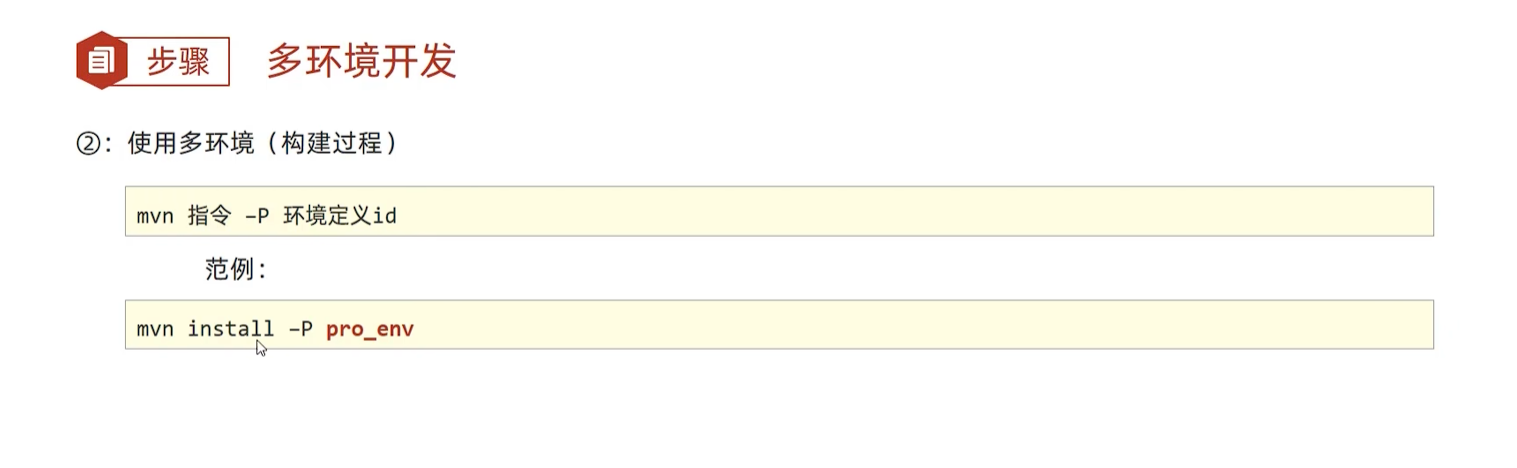 步骤 多环境开发
②：使用多环境（构建过程）
mvn 指令 –P 环境定义id
范例：
mvn install –P pro_env